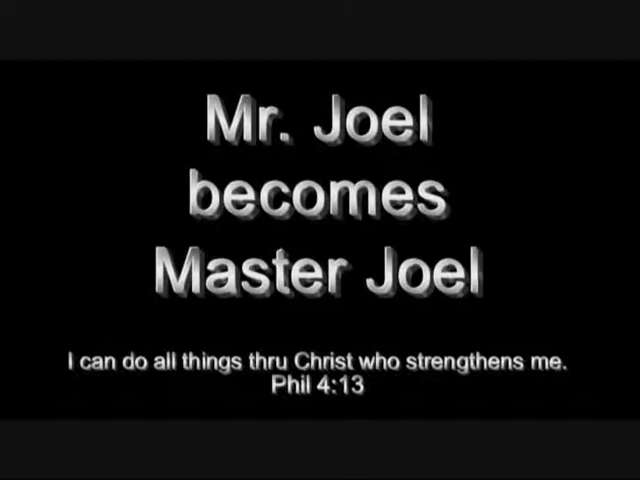 Mr. Joel
becomes
Master Joel
I can do all things thru Christ who strengthens me.
Phil 4:13